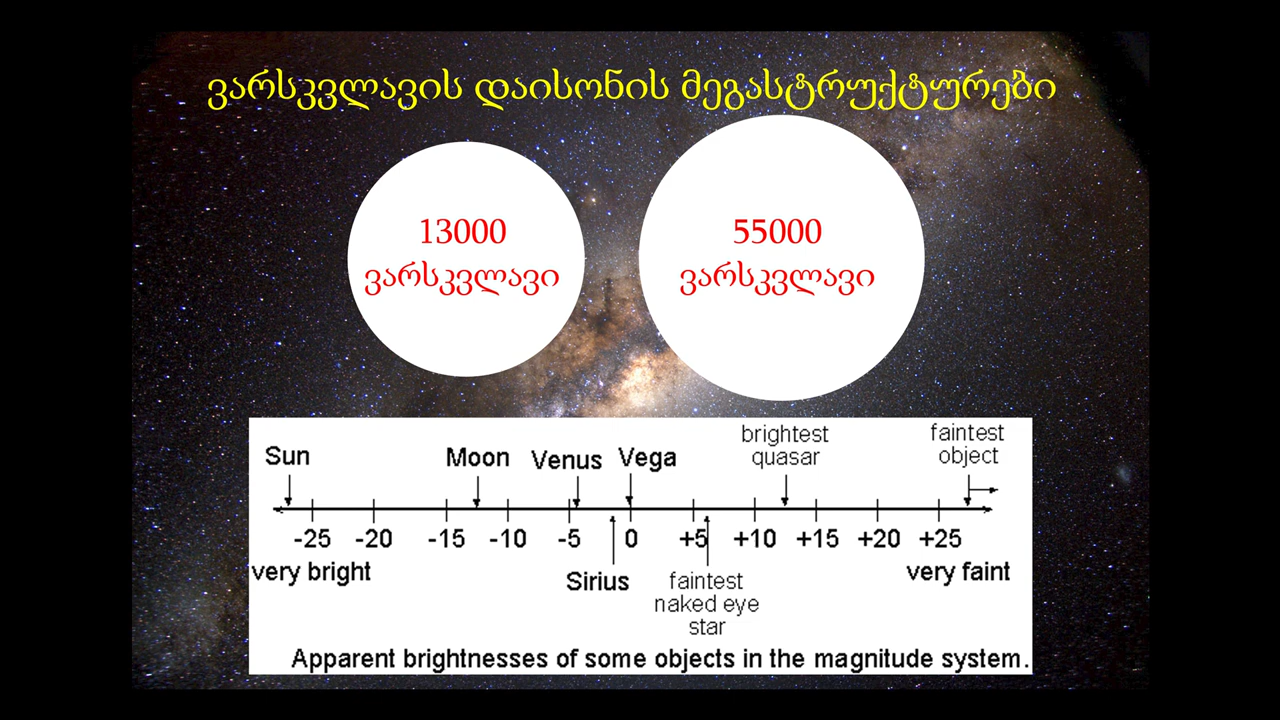 ვარსკვლავის დაისონის მეგასტრუქტურები
13000
ვარსკვლავი
55000
ვარსკვლავი
Sun
Moon
Venus
Vega
brightest
quasar
faintest
object
-25 -20 -15 -10 -5 0 +5 +10 +15 +20 +25
very bright
Sirius
faintest
naked eye
star
very faint
Apparent brightnesses of some objects in the magnitude system.